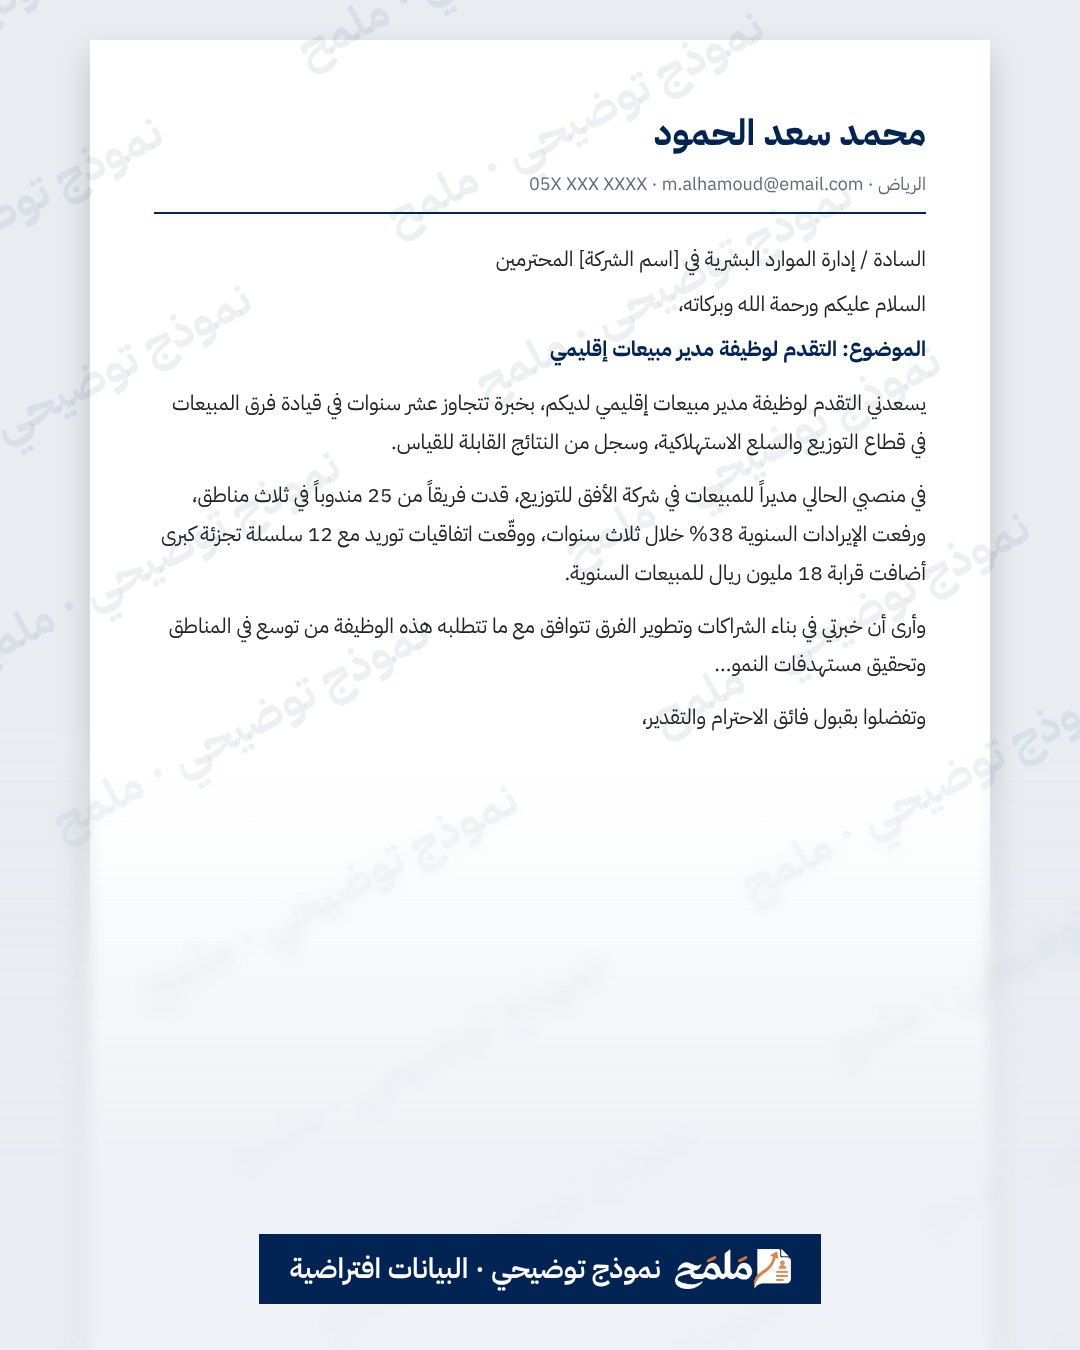 محمد سعد الحمود
الرياض · m.alhamoud@email.com · 05X XXX XXXX
السادة / إدارة الموارد البشرية في [اسم الشركة] المحترمين
السلام عليكم ورحمة الله وبركاته،
الموضوع: التقدم لوظيفة مدير مبيعات إقليمي
يسعدني التقدم لوظيفة مدير مبيعات إقليمي لديكم، بخبرة تتجاوز عشر سنوات في قيادة فرق المبيعات
في قطاع التوزيع والسلع الاستهلاكية، وسجل من النتائج القابلة للقياس.
في منصبي الحالي مديراً للمبيعات في شركة الأفق للتوزيع، قدت فريقاً من 25 مندوباً في ثلاث مناطق،
ورفعت الإيرادات السنوية 38% خلال ثلاث سنوات، ووقّعت اتفاقيات توريد مع 12 سلسلة تجزئة كبرى
أضافت قرابة 18 مليون ريال للمبيعات السنوية.
وأرى أن خبرتي في بناء الشراكات وتطوير الفرق تتوافق مع ما تتطلبه هذه الوظيفة من توسع في المناطق
وتحقيق مستهدفات النمو...
وتفضلوا بقبول فائق الاحترام والتقدير،
مَلمَح نموذج توضيحي · البيانات افتراضية
نموذج توضيحي · ملمح